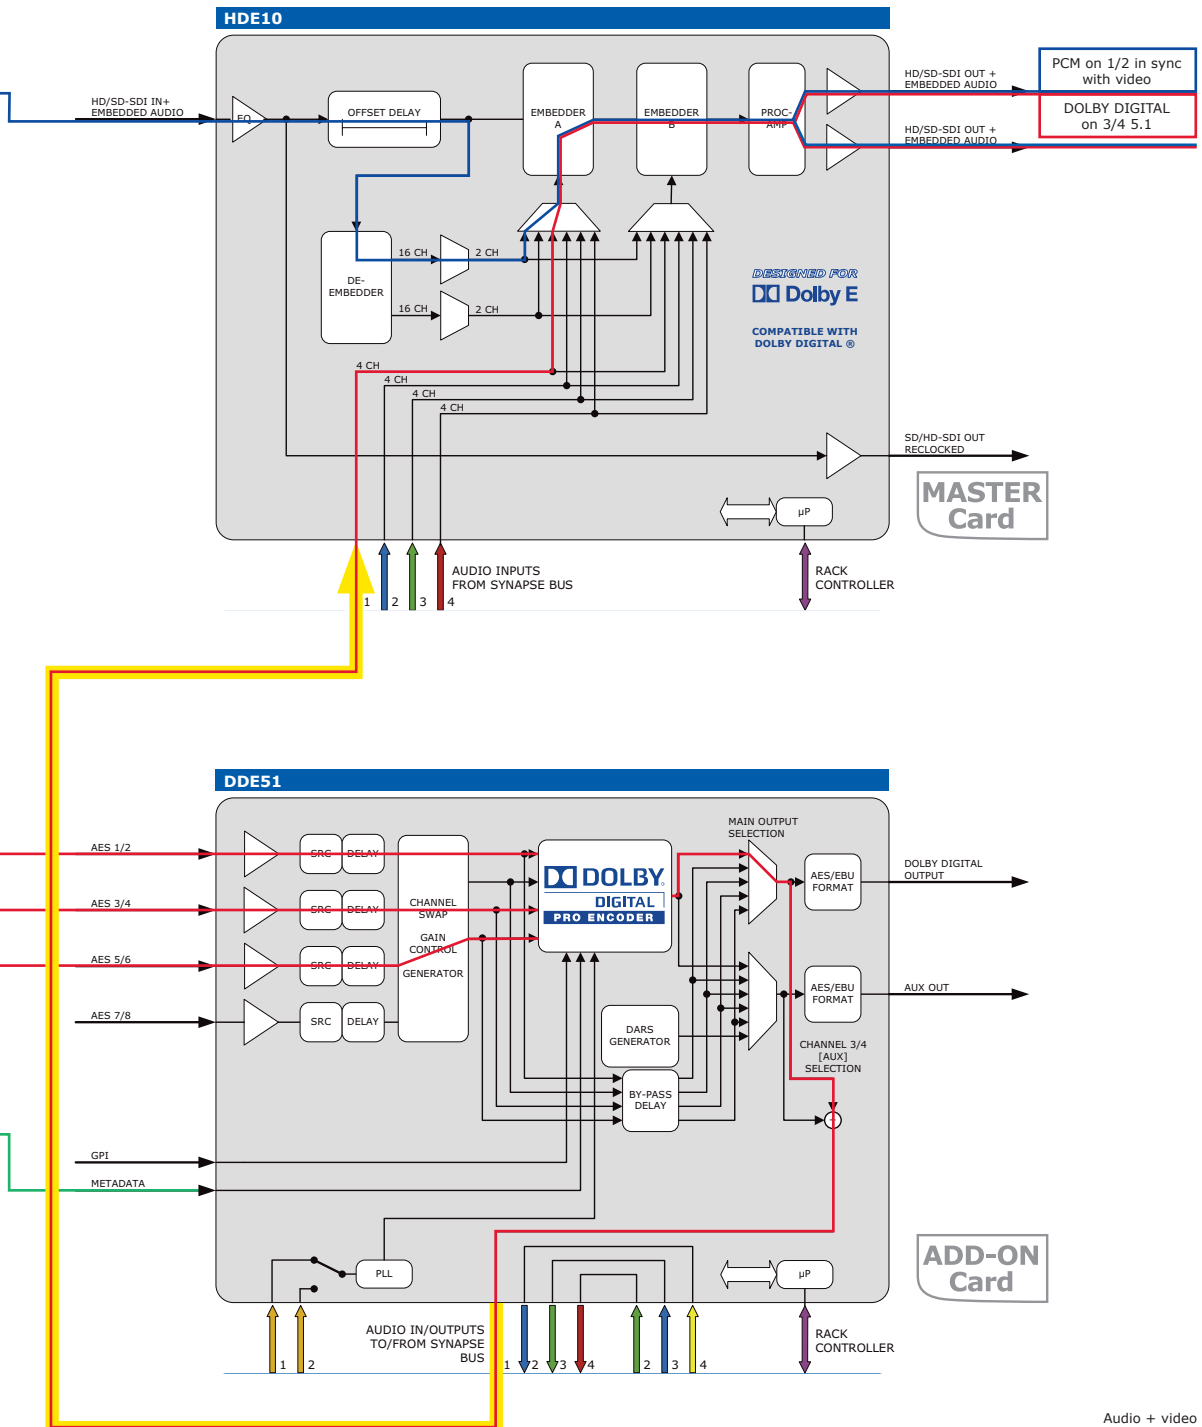 HDE10
HD/SD-SDI IN+
EMBEDDED AUDIO
EQ
OFFSET DELAY
EMBEDDER
A
EMBEDDER
B
PROC-
AMP
HD/SD-SDI OUT +
EMBEDDED AUDIO
HD/SD-SDI OUT +
EMBEDDED AUDIO
PCM on 1/2 in sync
with video
DOLBY DIGITAL
on 3/4 5.1
DE-
EMBEDDER
16 CH
2 CH
16 CH
2 CH
4 CH
4 CH
4 CH
4 CH
DESIGNED FOR
Dolby E
COMPATIBLE WITH
DOLBY DIGITAL ®
SD/HD-SDI OUT
RECLOCKED
MASTER
Card
µP
1
2
3
4
AUDIO INPUTS
FROM SYNAPSE BUS
RACK
CONTROLLER
DDE51
AES 1/2
AES 3/4
AES 5/6
AES 7/8
SRC
DELAY
SRC
DELAY
SRC
DELAY
SRC
DELAY
CHANNEL
SWAP
GAIN
CONTROL
GENERATOR
DOLBY®
DIGITAL
PRO ENCODER
MAIN OUTPUT
SELECTION
AES/EBU
FORMAT
DOLBY DIGITAL
OUTPUT
AES/EBU
FORMAT
AUX OUT
DARS
GENERATOR
CHANNEL 3/4
[AUX]
SELECTION
BY-PASS
DELAY
GPI
METADATA
PLL
µP
ADD-ON
Card
1
2
AUDIO IN/OUTPUTS
TO/FROM SYNAPSE
BUS
1
2
3
4
2
3
4
RACK
CONTROLLER
Audio + video